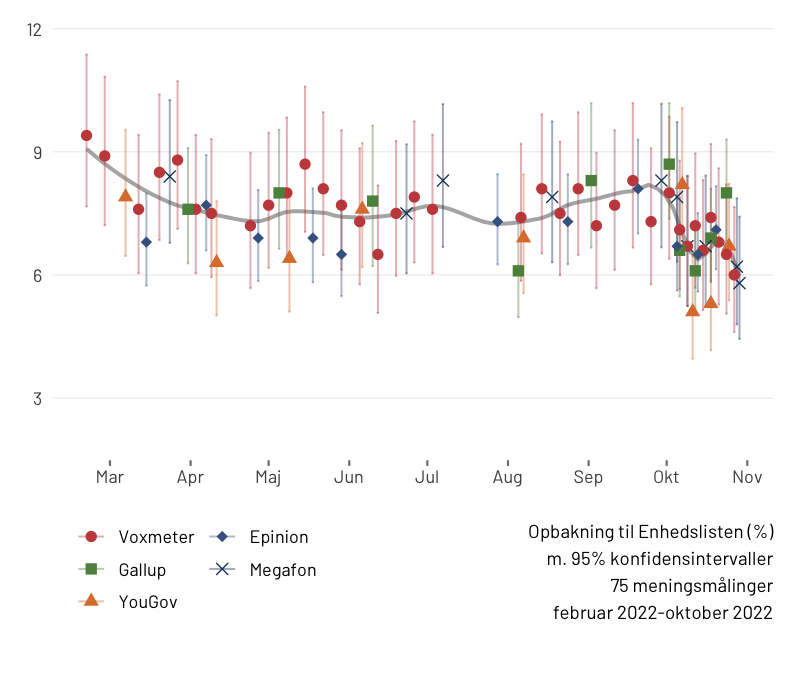 12
9
6
3
Mar Apr Maj Jun Jul Aug Sep Okt Nov
Voxmeter Epinion
Gallup Megafon
YouGov
Opbakning til Enhedslisten (%)
m. 95% konfidensintervaller
75 meningsmålinger
februar 2022-oktober 2022